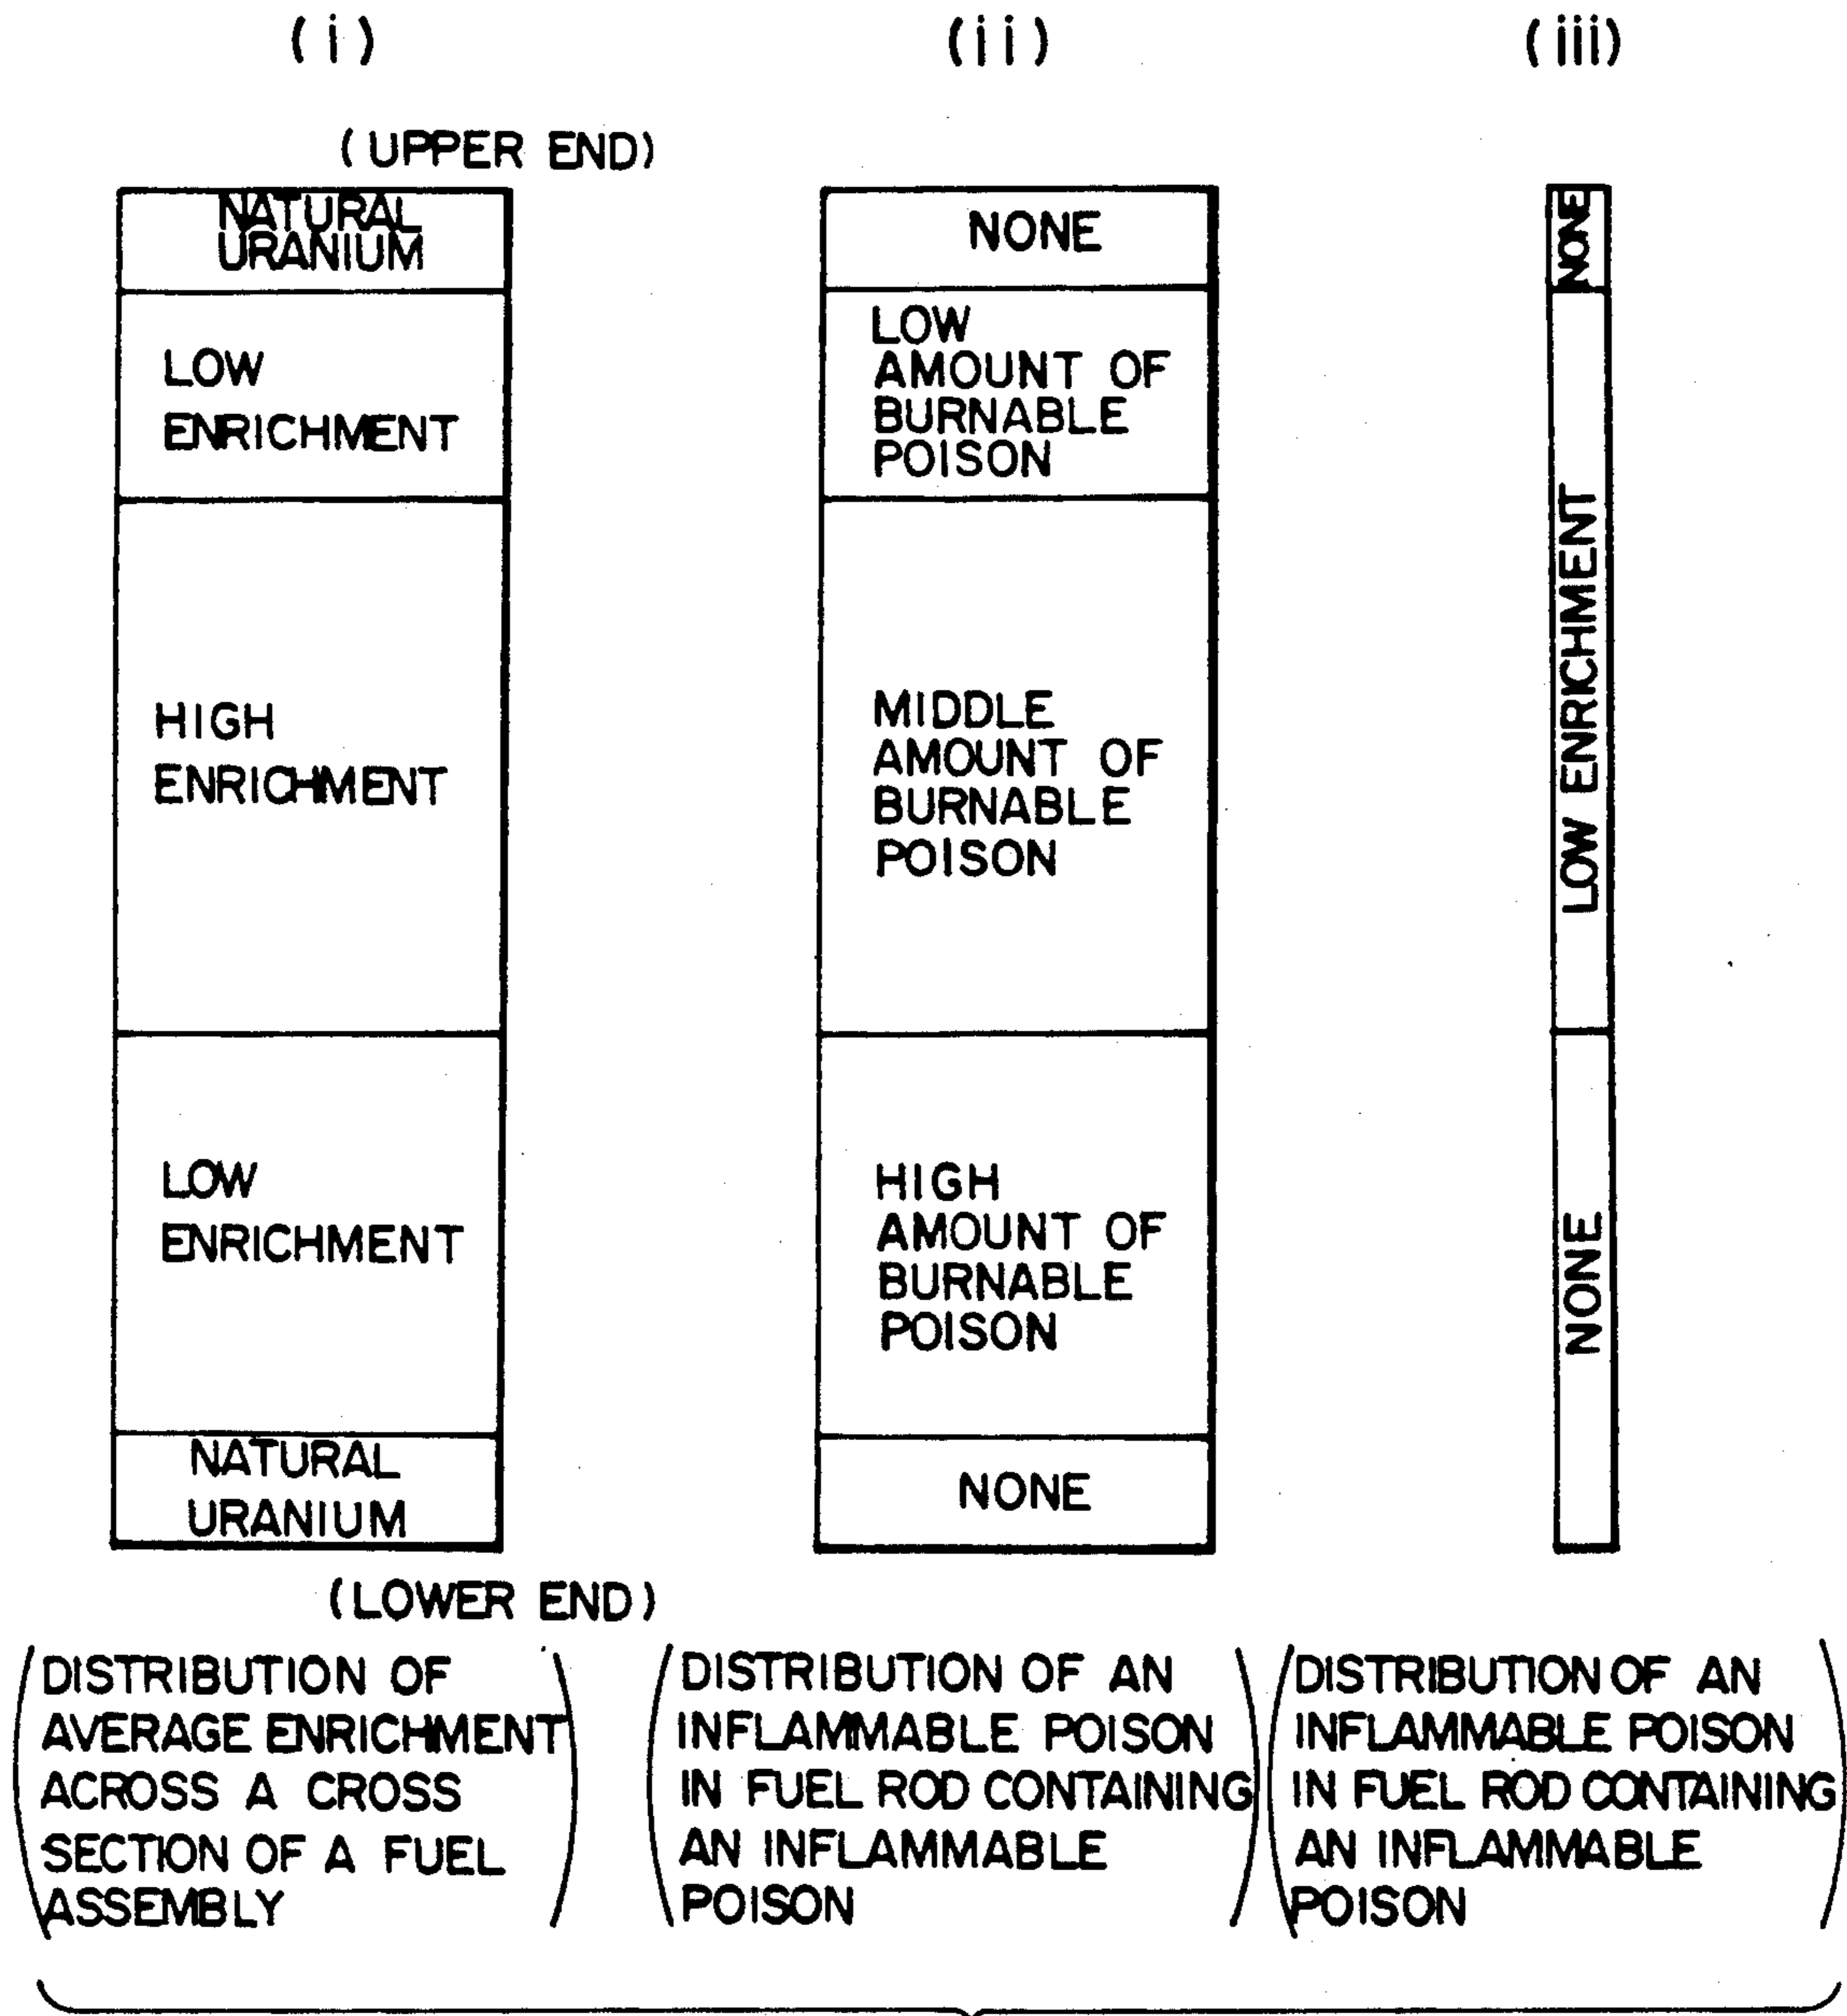 (i)
(ii)
(iii)
(UPPER END)
NATURAL
URANIUM
LOW
ENRICHMENT
HIGH
ENRICHMENT
LOW
ENRICHMENT
NATURAL
URANIUM
(LOWER END)
NONE
LOW
AMOUNT OF
BURNABLE
POISON
MIDDLE
AMOUNT OF
BURNABLE
POISON
HIGH
AMOUNT OF
BURNABLE
POISON
NONE
NONE
LOW ENRICHMENT
NONE
(DISTRIBUTION OF
AVERAGE ENRICHMENT
ACROSS A CROSS
SECTION OF A FUEL
ASSEMBLY)
(DISTRIBUTION OF AN
INFLAMMABLE POISON
IN FUEL ROD CONTAINING
AN INFLAMMABLE
POISON)
(DISTRIBUTION OF AN
INFLAMMABLE POISON
IN FUEL ROD CONTAINING
AN INFLAMMABLE
POISON)